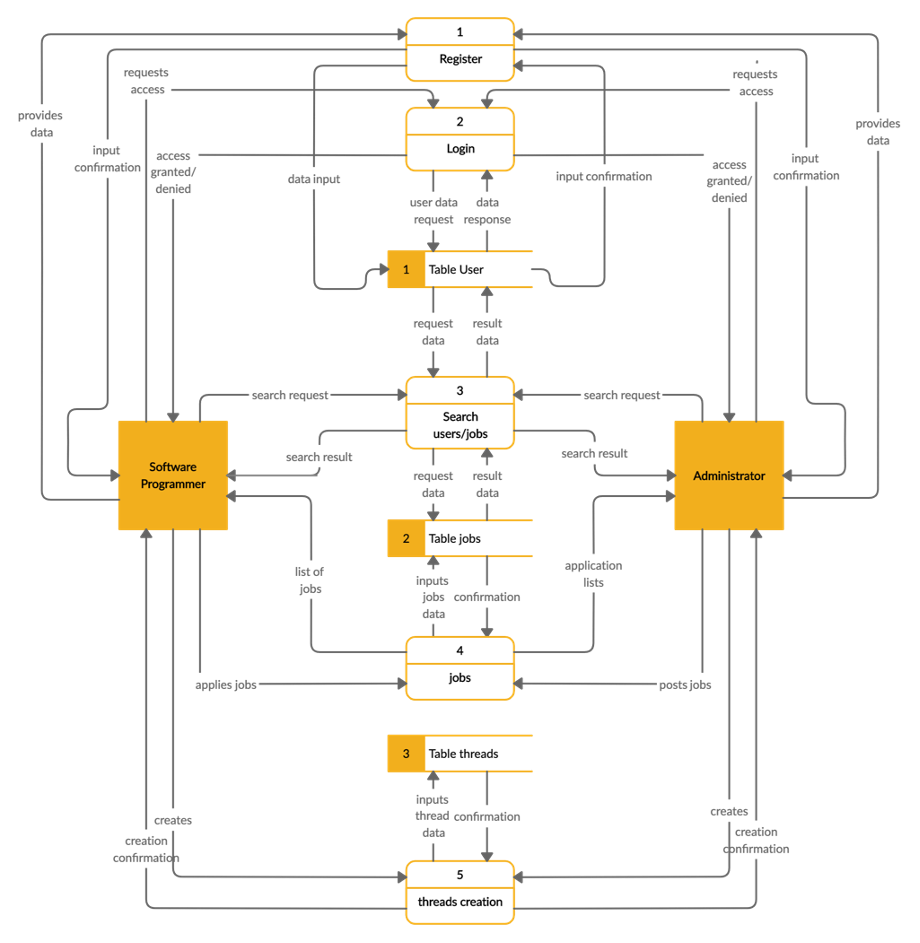 1
Register
requests
access
requests
access
provides
data
provides
data
2
Login
input
confirmation
access
granted/
denied
data input
input confirmation
access
granted/
denied
input
confirmation
user data
request
data
response
1
Table User
request
data
result
data
3
Search
users/jobs
search request
search request
search result
search result
Software
Programmer
Administrator
request
data
result
data
2
Table jobs
list of
jobs
application
lists
inputs
jobs
data
confirmation
4
jobs
applies jobs
posts jobs
3
Table threads
inputs
thread
data
confirmation
creates
creates
creation
confirmation
creation
confirmation
5
threads creation